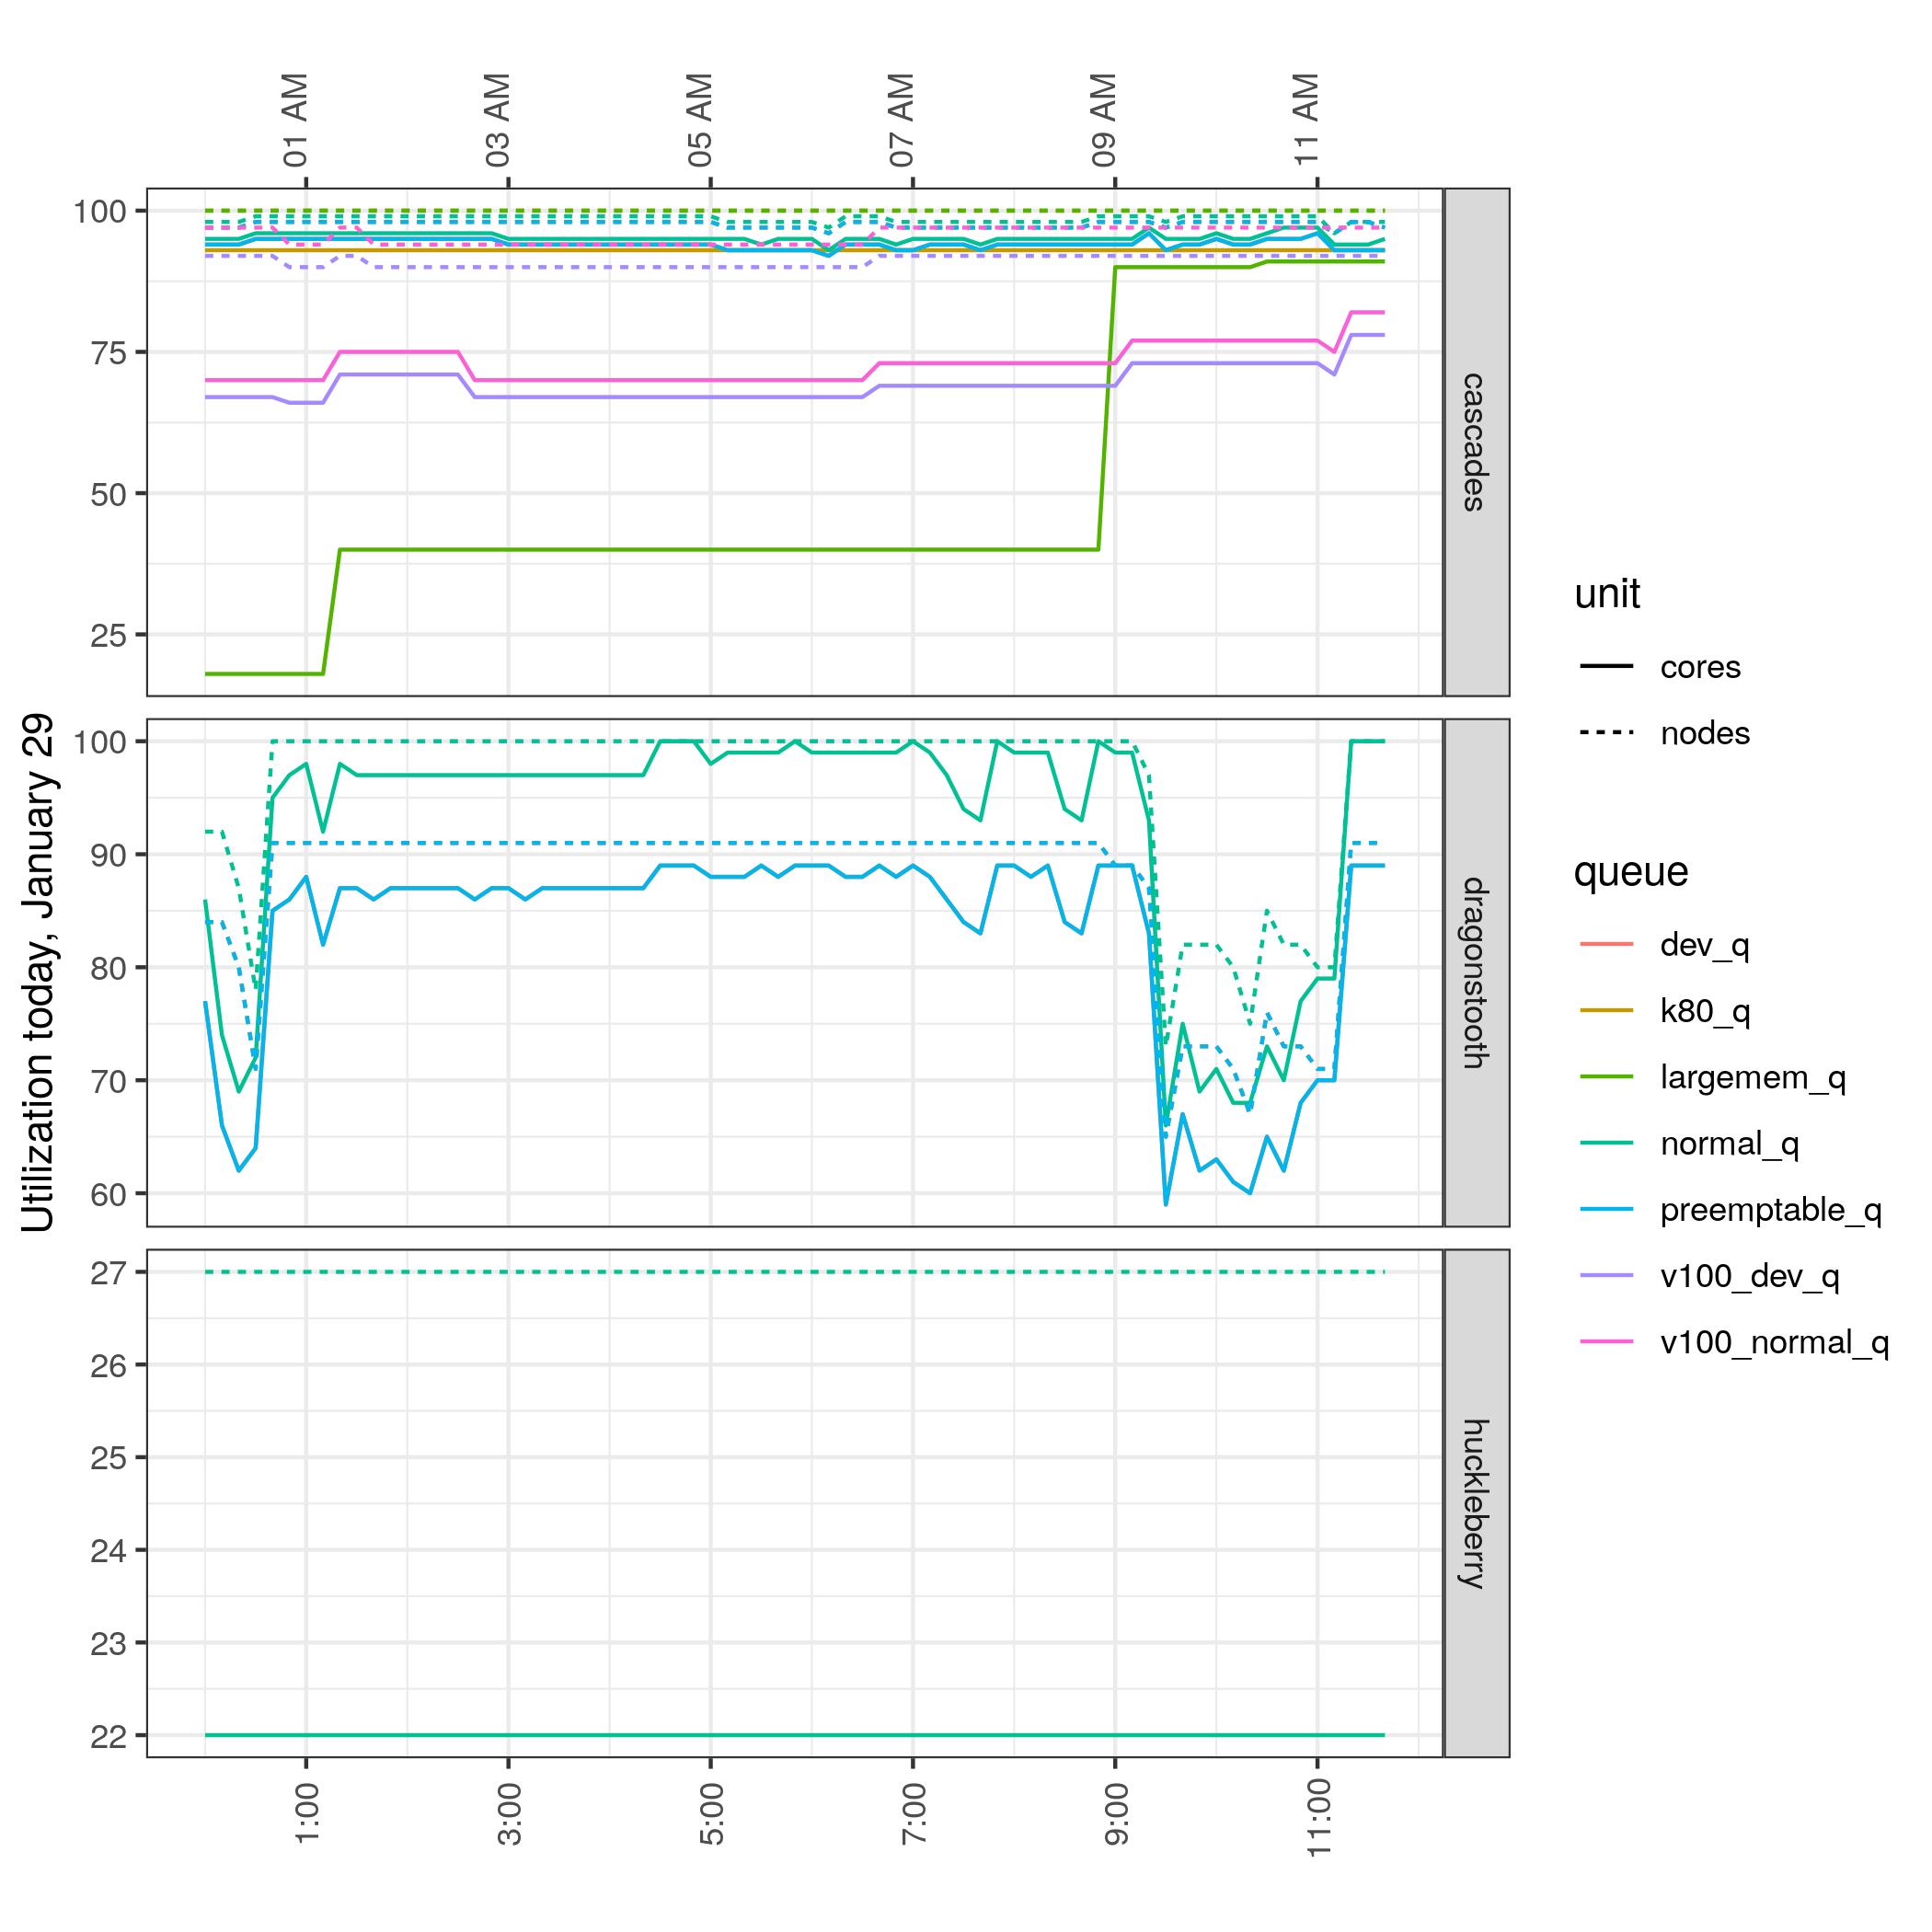 01 AM
03 AM
05 AM
07 AM
09 AM
11 AM
100
75
50
25
cascades
Utilization today, January 29
100
90
80
70
60
dragonstooth
27
26
25
24
23
22
huckleberry
1:00
3:00
5:00
7:00
9:00
11:00
unit
cores
nodes
queue
dev_q
k80_q
largemem_q
normal_q
preemptable_q
v100_dev_q
v100_normal_q